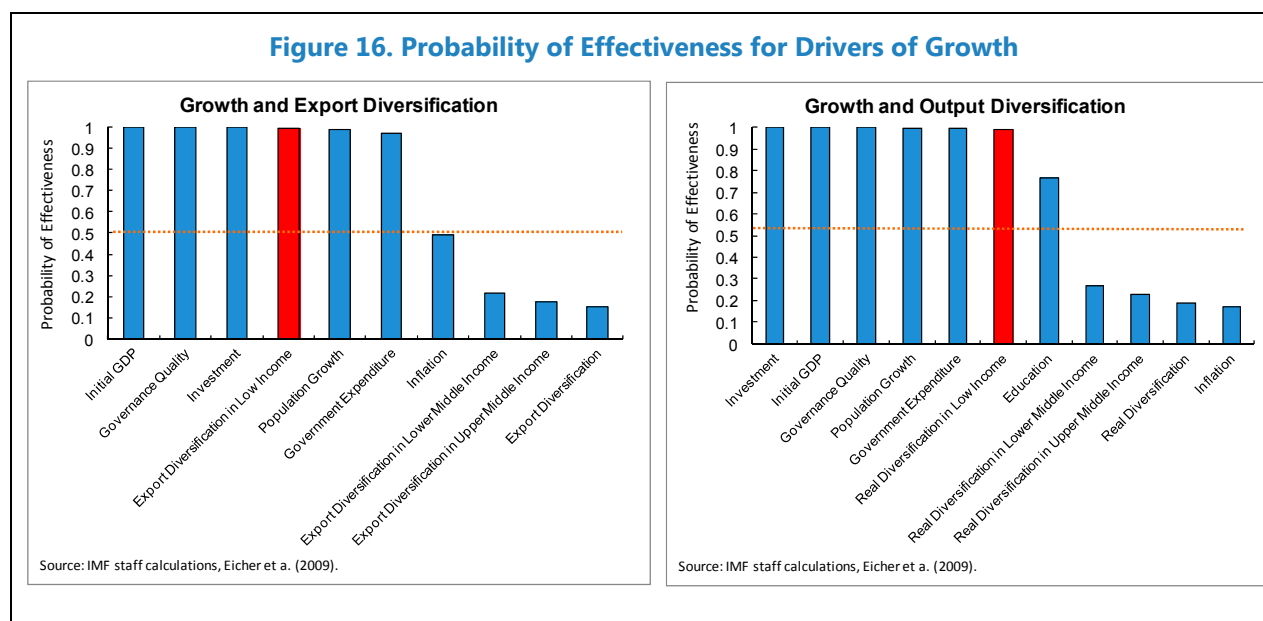 Figure 16. Probability of Effectiveness for Drivers of Growth
Growth and Export Diversification
Probability of Effectiveness
1
0.9
0.8
0.7
0.6
0.5
0.4
0.3
0.2
0.1
0
Initial GDP
Governance Quality
Investment
Export Diversification in Low Income
Population Growth
Government Expenditure
Inflation
Export Diversification in Lower Middle Income
Export Diversification in Upper Middle Income
Export Diversification
Source: IMF staff calculations, Eicher et a. (2009).
Growth and Output Diversification
Probability of Effectiveness
1
0.9
0.8
0.7
0.6
0.5
0.4
0.3
0.2
0.1
0
Investment
Initial GDP
Governance Quality
Population Growth
Government Expenditure
Real Diversification in Low Income
Education
Real Diversification in Lower Middle Income
Real Diversification in Upper Middle Income
Real Diversification
Inflation
Source: IMF staff calculations, Eicher et a. (2009).